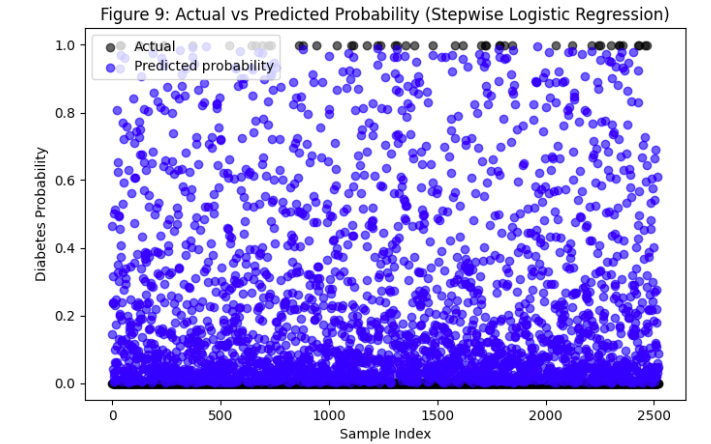 Figure 9: Actual vs Predicted Probability (Stepwise Logistic Regression)
Actual
Predicted probability
1.0
0.8
0.6
0.4
0.2
0.0
Diabetes Probability
0
500
1000
1500
2000
2500
Sample Index